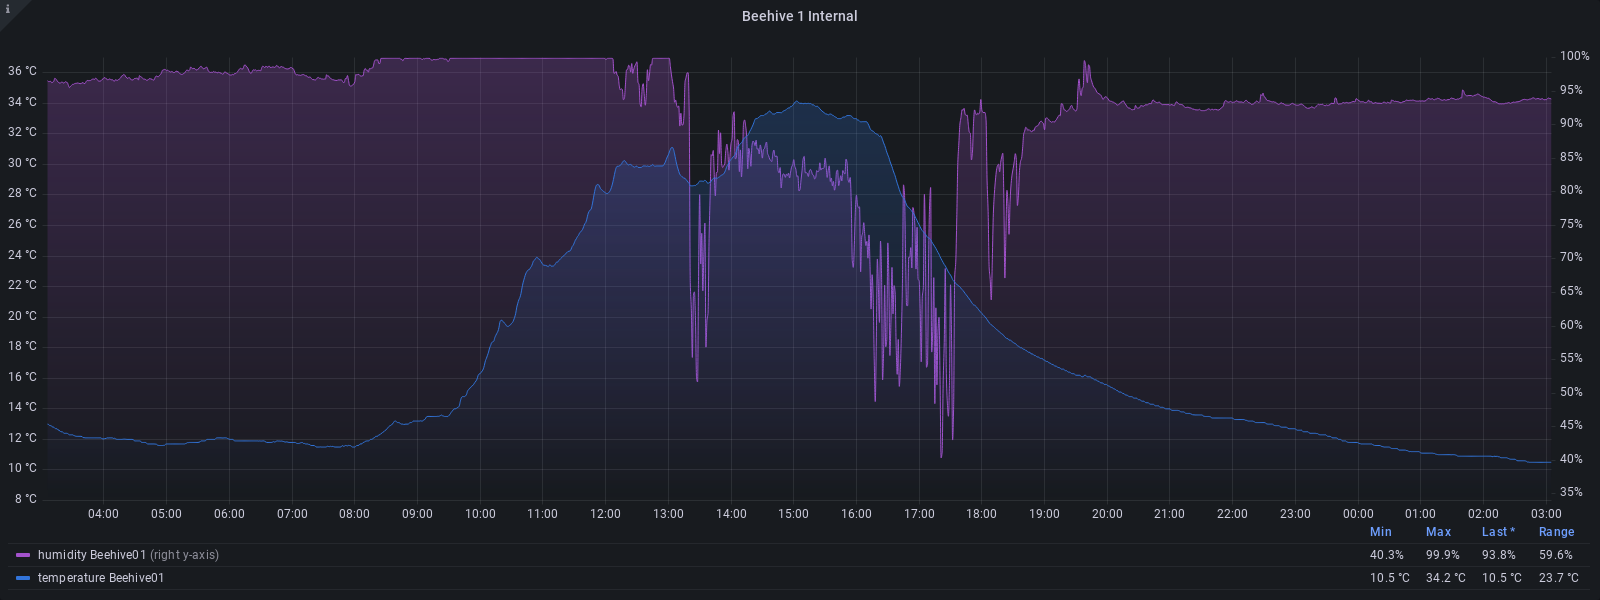 i
Beehive 1 Internal
36 °C
34 °C
32 °C
30 °C
28 °C
26 °C
24 °C
22 °C
20 °C
18 °C
16 °C
14 °C
12 °C
10 °C
8 °C
100%
95%
90%
85%
80%
75%
70%
65%
60%
55%
50%
45%
40%
35%
04:00 05:00 06:00 07:00 08:00 09:00 10:00 11:00 12:00 13:00 14:00 15:00 16:00 17:00 18:00 19:00 20:00 21:00 22:00 23:00 00:00 01:00 02:00 03:00
Min Max Last * Range
humidity Beehive01 (right y-axis) 40.3% 99.9% 93.8% 59.6%
temperature Beehive01 10.5 °C 34.2 °C 10.5 °C 23.7 °C